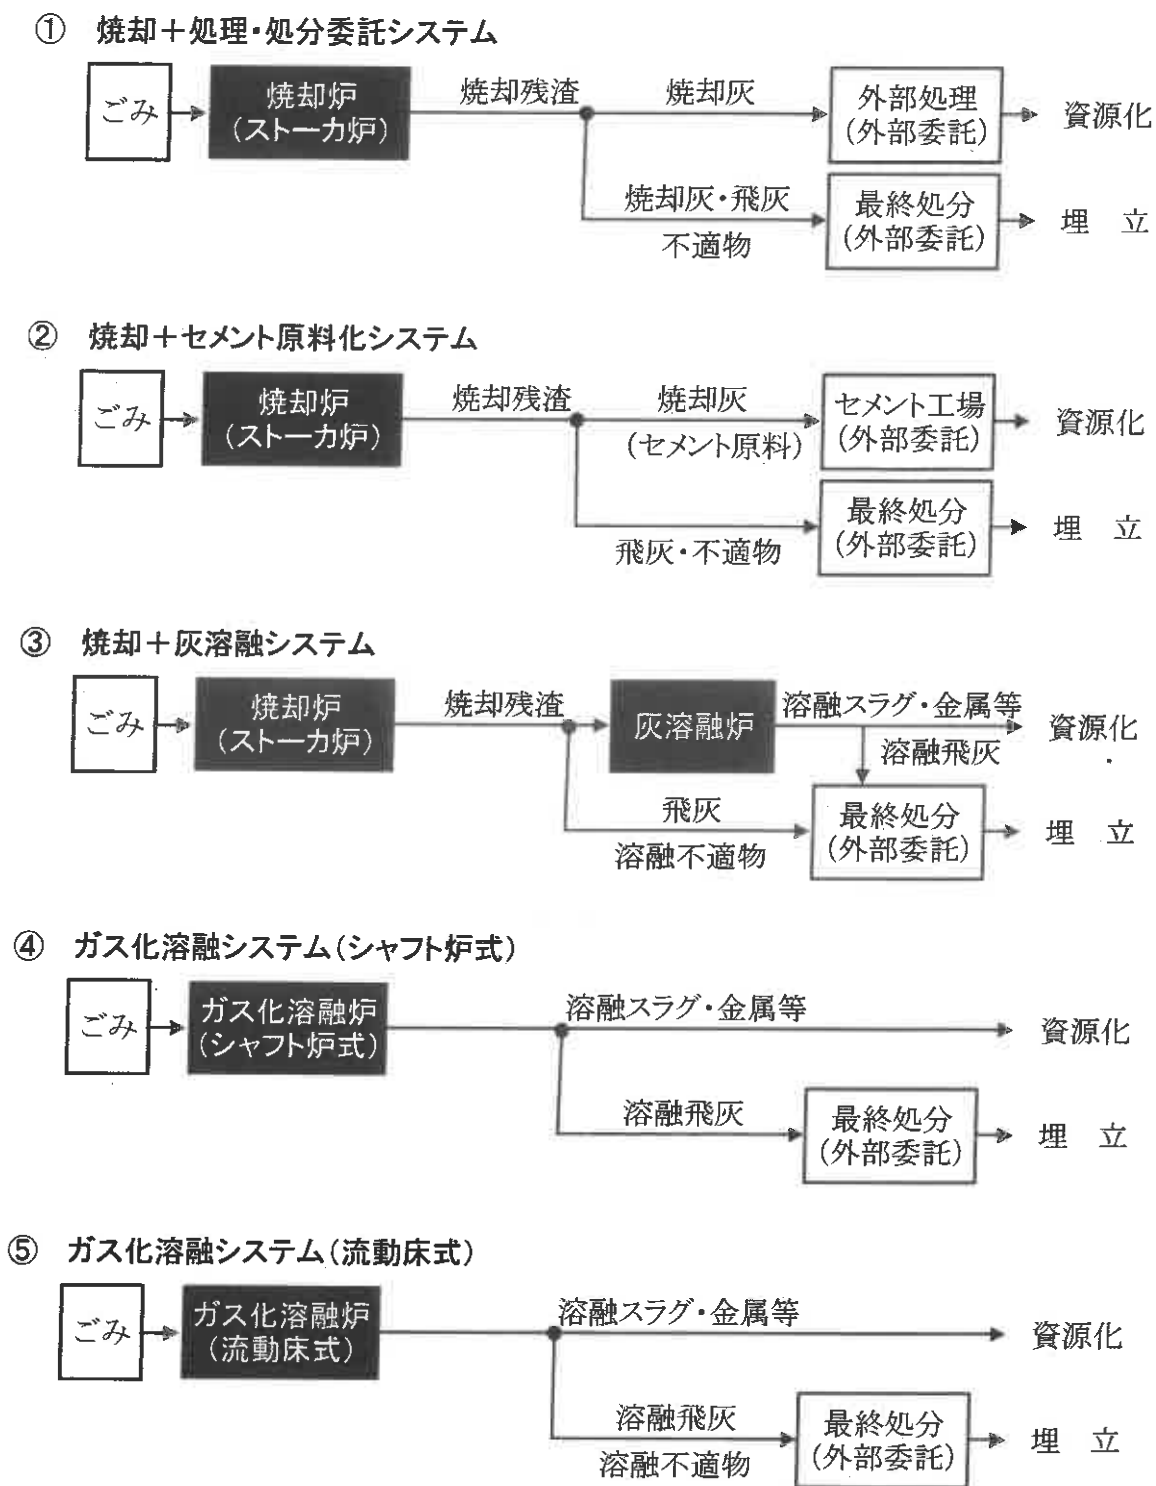 ① 焼却＋処理・処分委託システム
ごみ
焼却炉
(ストーカ炉)
焼却残渣
焼却灰
外部処理
(外部委託)
資源化
焼却灰・飛灰
不適物
最終処分
(外部委託)
埋 立
② 焼却＋セメント原料化システム
ごみ
焼却炉
(ストーカ炉)
焼却残渣
焼却灰
(セメント原料)
セメント工場
(外部委託)
資源化
飛灰・不適物
最終処分
(外部委託)
埋 立
③ 焼却＋灰溶融システム
ごみ
焼却炉
(ストーカ炉)
焼却残渣
灰溶融炉
溶融スラグ・金属等
資源化
溶融飛灰
飛灰
溶融不適物
最終処分
(外部委託)
埋 立
④ ガス化溶融システム(シャフト炉式)
ごみ
ガス化溶融炉
(シャフト炉式)
溶融スラグ・金属等
資源化
溶融飛灰
最終処分
(外部委託)
埋 立
⑤ ガス化溶融システム(流動床式)
ごみ
ガス化溶融炉
(流動床式)
溶融スラグ・金属等
資源化
溶融飛灰
溶融不適物
最終処分
(外部委託)
埋 立